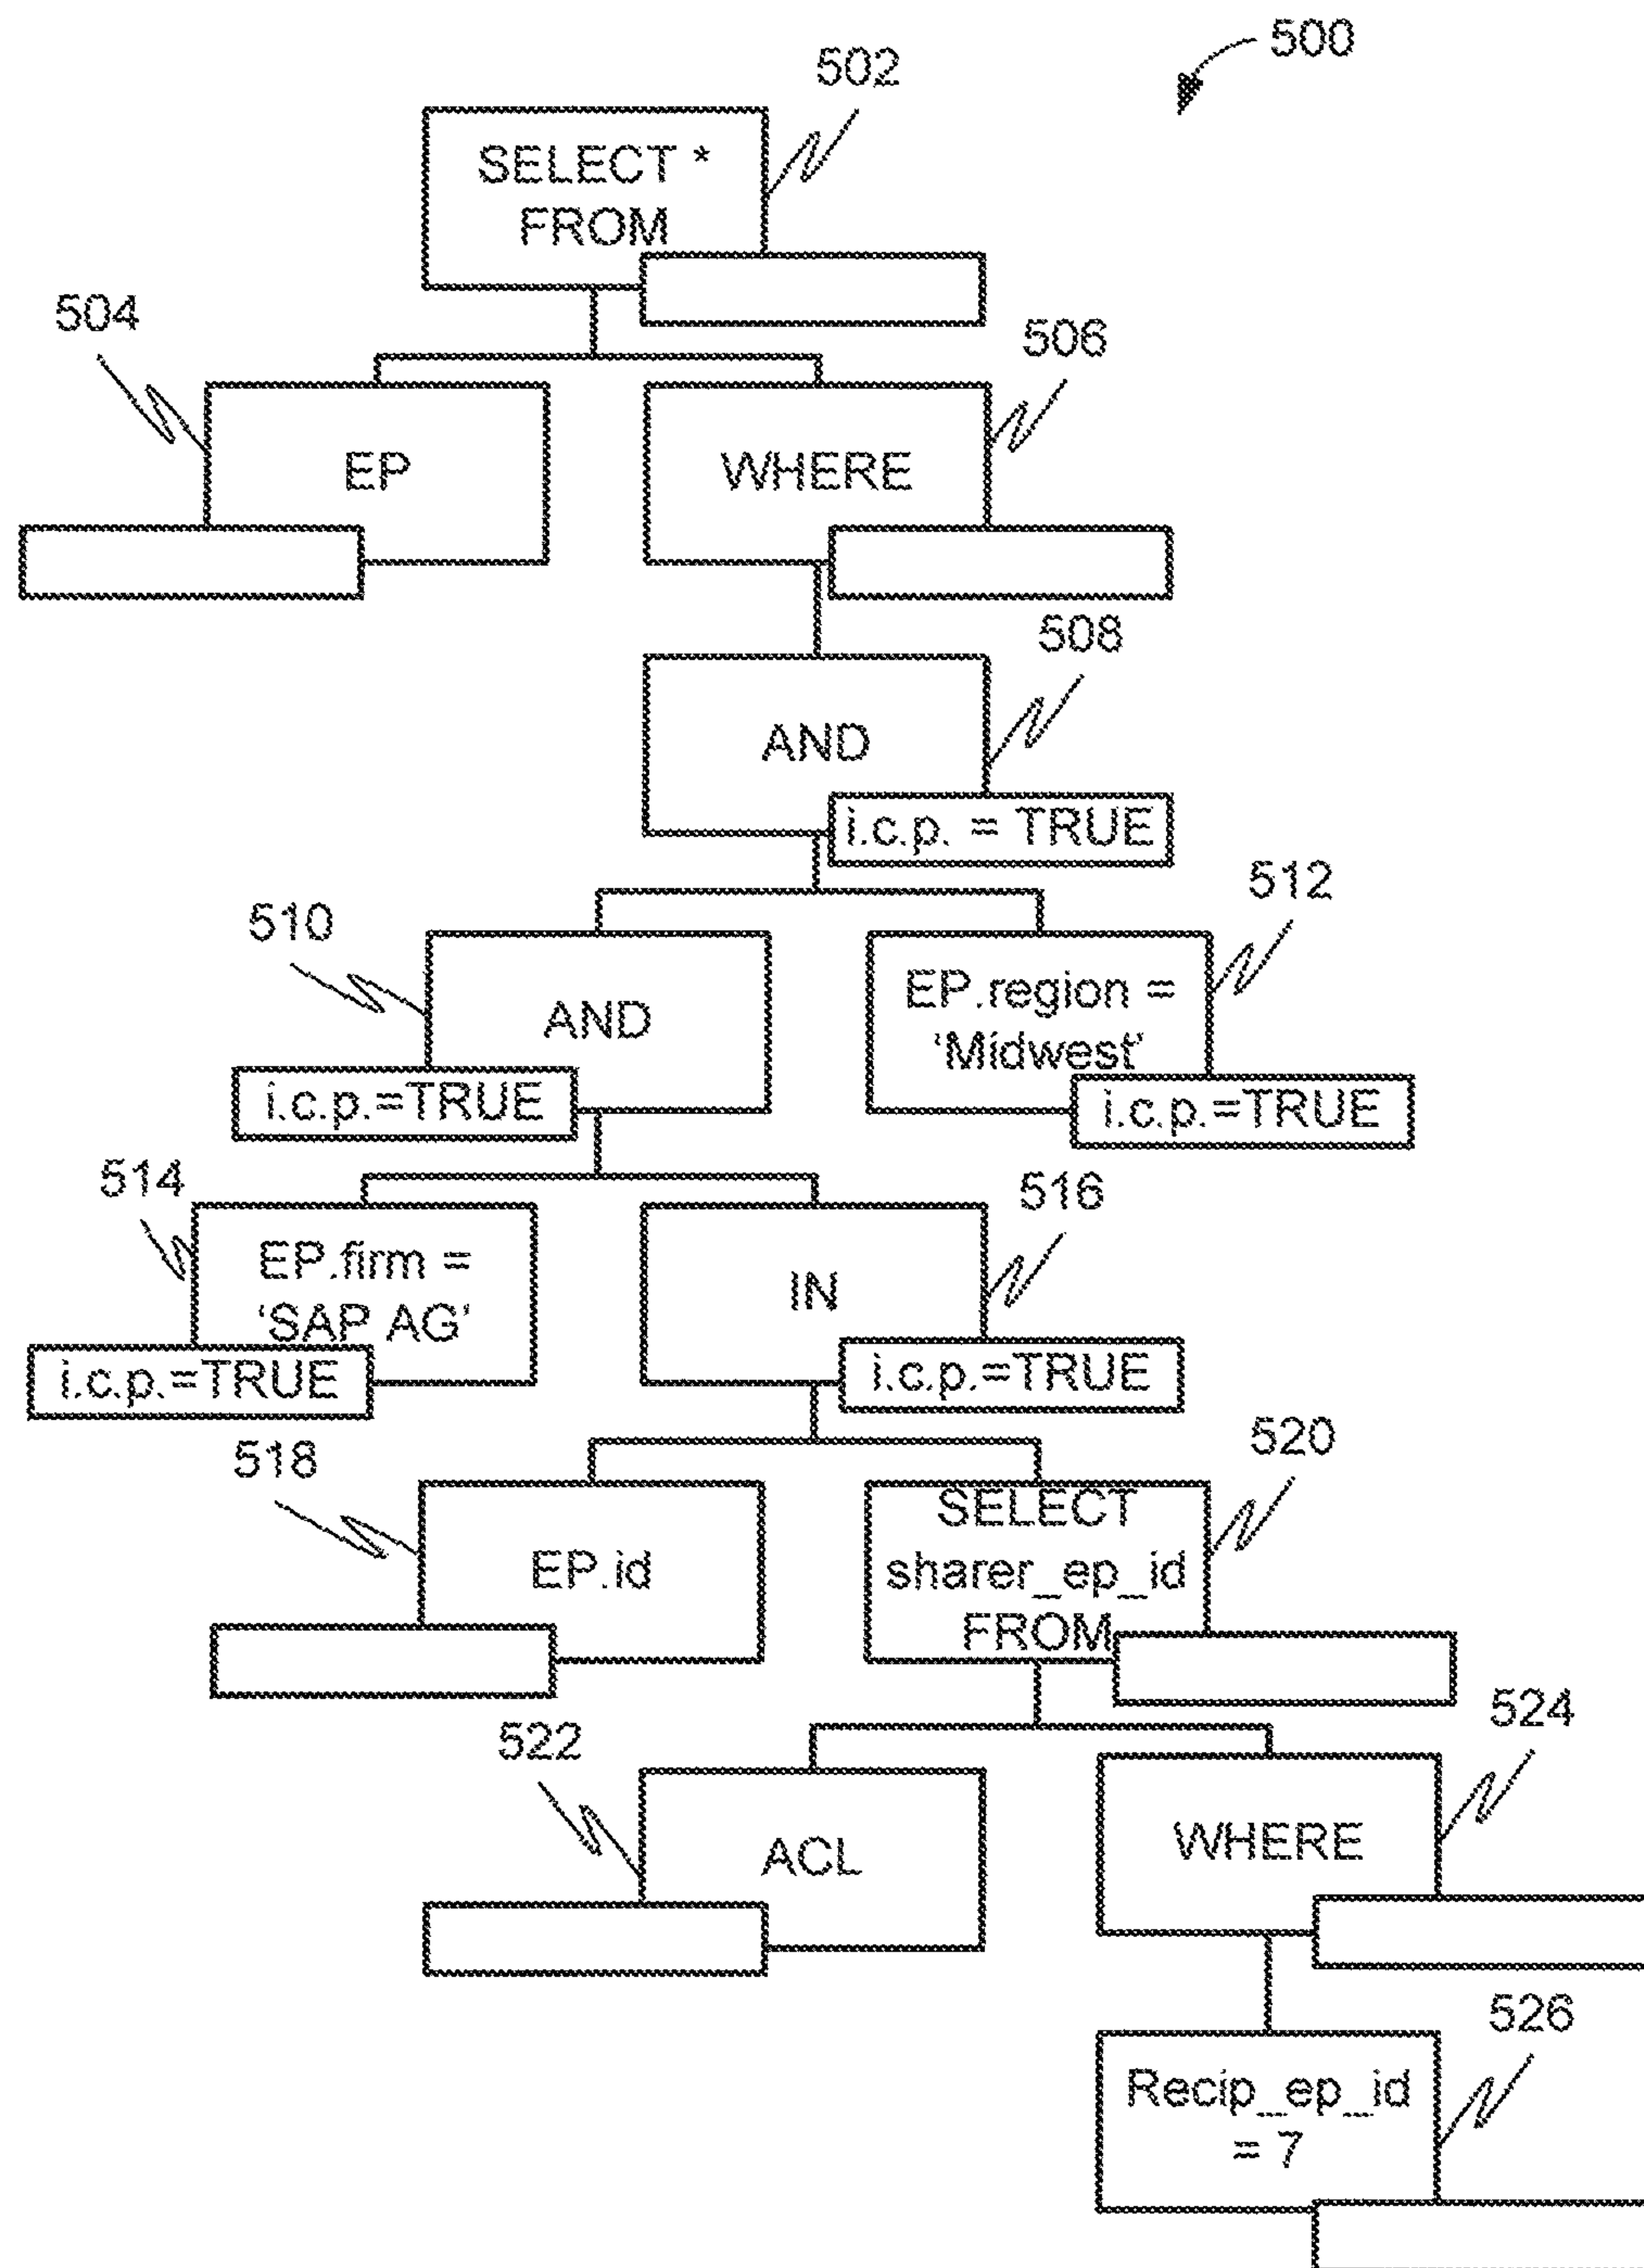 500
502
SELECT *
FROM
504
506
EP
WHERE
508
AND
i.c.p. = TRUE
510
512
AND
EP.region =
‘Midwest’
i.c.p.=TRUE
i.c.p.=TRUE
514
516
EP.firm =
‘SAP AG’
IN
i.c.p.=TRUE
i.c.p.=TRUE
518
520
EP.id
SELECT
sharer_ep_id
FROM
522
524
ACL
WHERE
526
Recip_ep_id
= 7